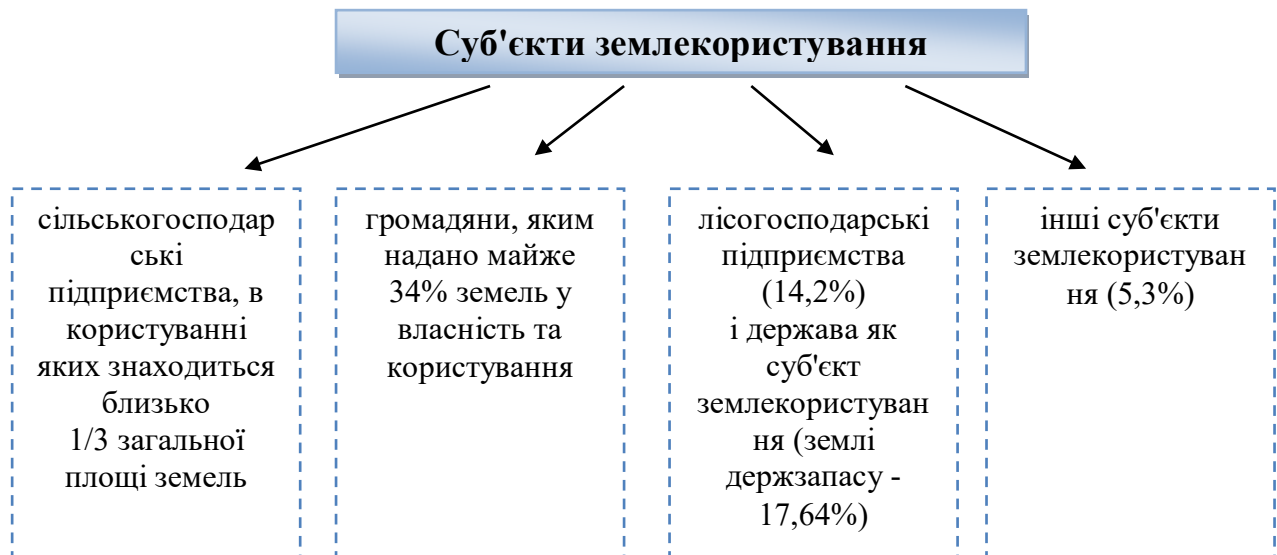 Суб'єкти землекористування
сільськогосподар
ські
підприємства, в
користуванні
яких знаходиться
близько
1/3 загальної
площі земель
громадяни, яким
надано майже
34% земель у
власність та
користування
лісогосподарські
підприємства
(14,2%)
і держава як
суб'єкт
землекористуван
ня (землі
держзапасу -
17,64%)
інші суб'єкти
землекористуван
ня (5,3%)